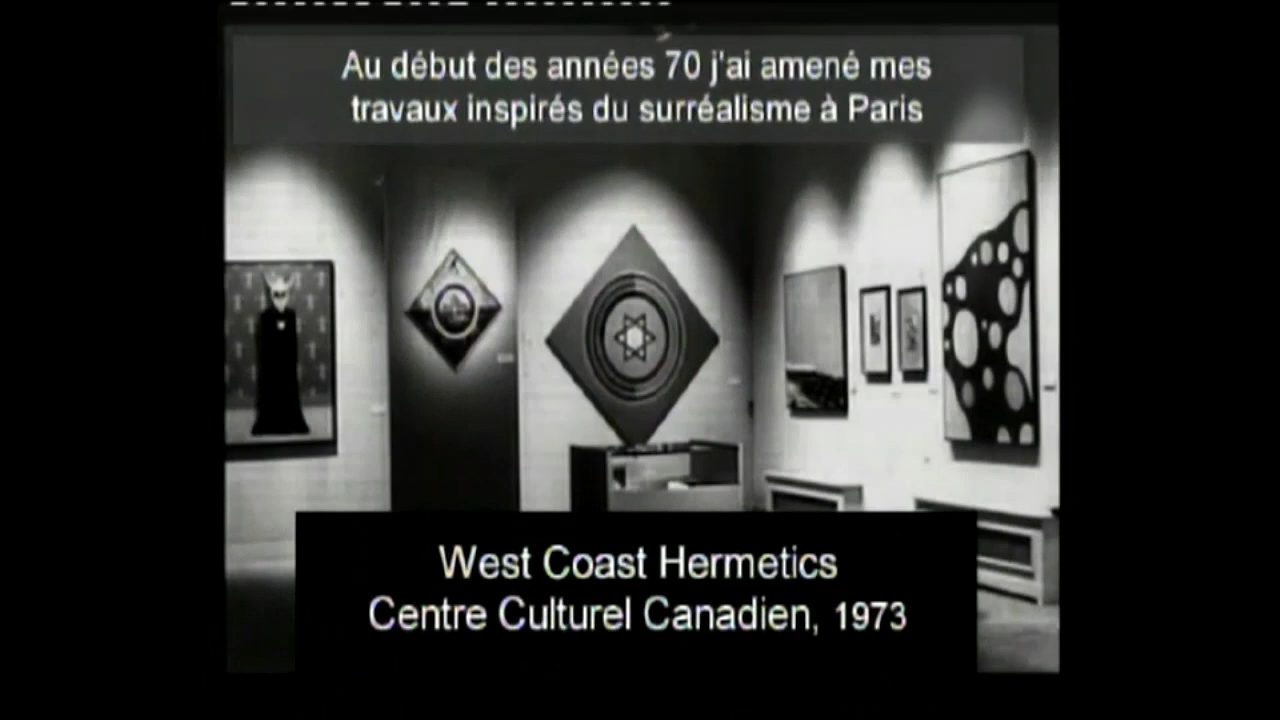 Au début des années 70 j'ai amené mes
travaux inspirés du surréalisme à Paris
West Coast Hermetics
Centre Culturel Canadien, 1973